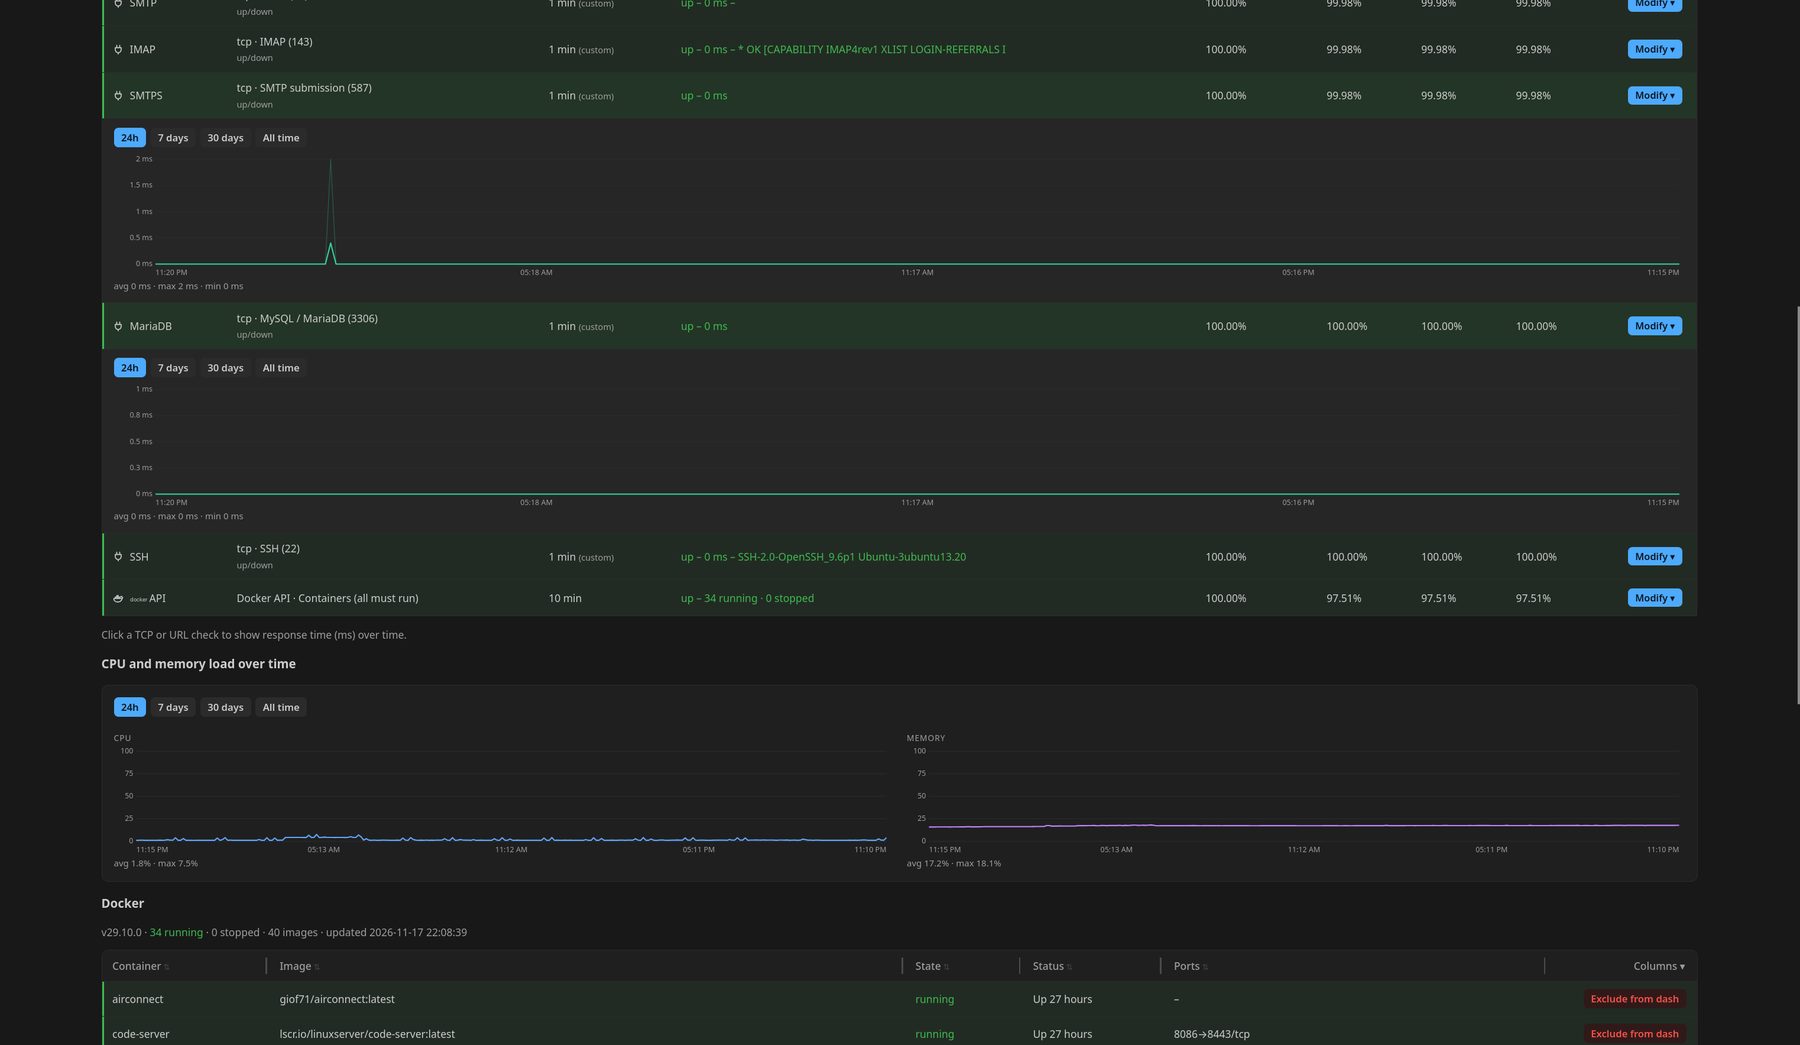 SMTP up/down 1 min (custom) up – 0 ms – 100.00% 99.98% 99.98% 99.98% Modify ▾
IMAP tcp · IMAP (143) 1 min (custom) up – 0 ms – * OK [CAPABILITY IMAP4rev1 XLIST LOGIN-REFERRALS I 100.00% 99.98% 99.98% 99.98% Modify ▾
up/down
SMTPS tcp · SMTP submission (587) 1 min (custom) up – 0 ms 100.00% 99.98% 99.98% 99.98% Modify ▾
up/down
24h 7 days 30 days All time
2 ms
1.5 ms
1 ms
0.5 ms
0 ms
11:20 PM 05:18 AM 11:17 AM 05:16 PM 11:15 PM
avg 0 ms · max 2 ms · min 0 ms
MariaDB tcp · MySQL / MariaDB (3306) 1 min (custom) up – 0 ms 100.00% 100.00% 100.00% 100.00% Modify ▾
up/down
24h 7 days 30 days All time
1 ms
0.8 ms
0.5 ms
0.3 ms
0 ms
11:20 PM 05:18 AM 11:17 AM 05:16 PM 11:15 PM
avg 0 ms · max 0 ms · min 0 ms
SSH tcp · SSH (22) 1 min (custom) up – 0 ms – SSH-2.0-OpenSSH_9.6p1 Ubuntu-3ubuntu13.20 100.00% 100.00% 100.00% 100.00% Modify ▾
up/down
docker API Docker API · Containers (all must run) 10 min up – 34 running · 0 stopped 100.00% 97.51% 97.51% 97.51% Modify ▾
Click a TCP or URL check to show response time (ms) over time.
CPU and memory load over time
24h 7 days 30 days All time
CPU
100
75
50
25
0
11:15 PM 05:13 AM 11:12 AM 05:11 PM 11:10 PM
avg 1.8% · max 7.5%
MEMORY
100
75
50
25
0
11:15 PM 05:13 AM 11:12 AM 05:11 PM 11:10 PM
avg 17.2% · max 18.1%
Docker
v29.10.0 · 34 running · 0 stopped · 40 images · updated 2026-11-17 22:08:39
Container Image State Status Ports Columns ▾
airconnect giof71/airconnect:latest running Up 27 hours – Exclude from dash
code-server lscr.io/linuxserver/code-server:latest running Up 27 hours 8086→8443/tcp Exclude from dash